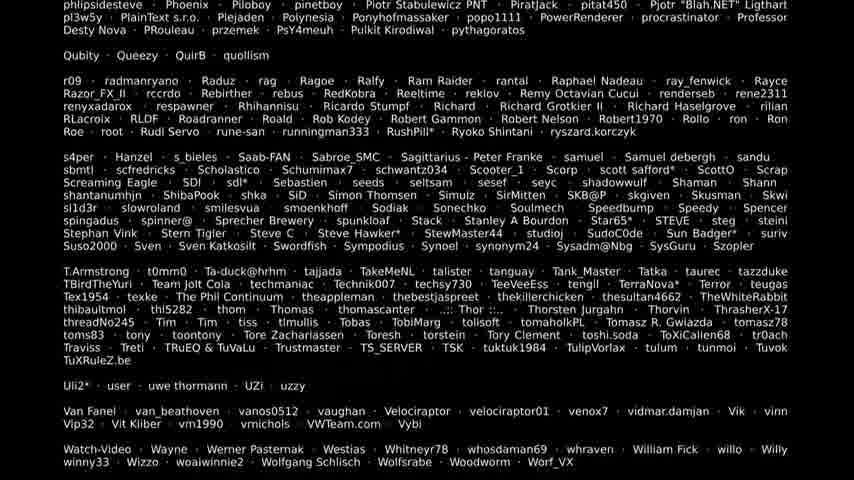 phlipsidesteve · Phoenix · Piloboy · pinetboy · Piotr Stabulewicz PNT · PiratJack · pitat450 · Pjotr "Blah.NET" Ligthart
pl3w5y · PlainText s.r.o. · Plejaden · Polynesia · Ponyhofmassaker · popo1111 · PowerRenderer · procrastinator · Professor
Desty Nova · PRouleau · przemek · PsY4meuh · Pulkit Kirodiwal · pythagoratos
Qubity · Queezy · QuirB · quollism
r09 · radmanryano · Raduz · rag · Ragoe · Ralfy · Ram Raider · rantal · Raphael Nadeau · ray_fenwick · Rayce
Razor_FX_II · rccrdo · Rebirther · rebus · RedKobra · Reeltime · reklov · Remy Octavian Cucui · renderseb · rene2311
renyxadarox · respawner · Rhihannisu · Ricardo Stumpf · Richard · Richard Grotkier II · Richard Haselgrove · rilian
RLacroix · RLDF · Roadranner · Roald · Rob Kodey · Robert Gammon · Robert Nelson · Robert1970 · Rollo · ron · Ron
Roe · root · Rudi Servo · rune-san · runningman333 · RushPill* · Ryoko Shintani · ryszard.korczyk
s4per · Hanzel · s_bieles · Saab-FAN · Sabroe_SMC · Sagittarius - Peter Franke · samuel · Samuel debergh · sandu
sbmtl · scfredricks · Scholastico · Schumimax7 · schwantz034 · Scooter_1 · Scorp · scott safford* · ScottO · Scrap
Screaming Eagle · SDI · sdl* · Sebastien · seeds · seltsam · sesef · seyc · shadowwulf · Shaman · Shann
shantanumhjn · ShibaPook · shka · SiD · Simon Thomsen · Simulz · SirMitten · SKB@P · skgiven · Skusman · Skwi
si1d3r · slowroland · smilesvua · smoenkhoff · Sodiak · Sonechko · Soulmech · Speedbump · Speedy · Spencer
spingadus · spinner@ · Sprecher Brewery · spunkloaf · Stack · Stanley A Bourdon · Star65* · STE\/E · steg · steini
Stephan Vink · Stern Tigler · Steve C · Steve Hawker* · StewMaster44 · studioj · SudoC0de · Sun Badger* · suriv
Suso2000 · Sven · Sven Katkosilt · Swordfish · Sympodius · Synoel · synonym24 · Sysadm@Nbg · SysGuru · Szopler
T.Armstrong · t0mm0 · Ta-duck@hrhm · tajjada · TakeMeNL · talister · tanguay · Tank_Master · Tatka · taurec · tazzduke
TBirdTheYuri · Team Jolt Cola · techmaniac · Technik007 · techsy730 · TeeVeeEss · tengil · TerraNova* · Terror · teugas
Tex1954 · texke · The Phil Continuum · theappleman · thebestjaspreet · thekillerchicken · thesultan4662 · TheWhiteRabbit
thibaultmol · thl5282 · thom · Thomas · thomascanter · ..:: Thor ::.. · Thorsten Jurgahn · Thorvin · ThrasherX-17
threadNo245 · Tim · Tim · tiss · tlmullis · Tobas · TobiMarg · tolisoft · tomaholkPL · Tomasz R. Gwiazda · tomasz78
toms83 · tony · toontony · Tore Zachariassen · Toresh · torstein · Tory Clement · toshi.soda · ToXiCallen68 · tr0ach
Traviss · Treti · TRuEQ & TuVaLu · Trustmaster · TS_SERVER · TSK · tuktuk1984 · TulipVorlax · tulum · tunmoi · Tuvok
TuXRuleZ.be
Uli2* · user · uwe thormann · UZi · uzzy
Van Fanel · van_beathoven · vanos0512 · vaughan · Velociraptor · velociraptor01 · venox7 · vidmar.damjan · Vik · vinn
Vip32 · Vit Kliber · vm1990 · vmichols · VWTeam.com · Vybi
Watch-Video · Wayne · Werner Pasternak · Westias · Whitneyr78 · whosdaman69 · whraven · William Fick · willo · Willy
winny33 · Wizzo · woaiwinnie2 · Wolfgang Schlisch · Wolfsrabe · Woodworm · Worf_VX